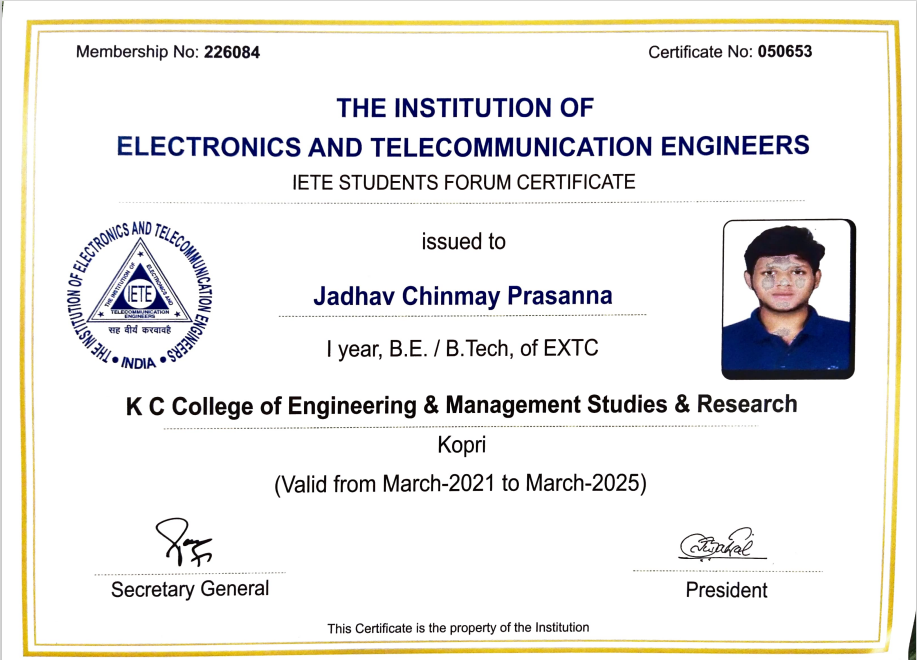 Membership No: 226084
Certificate No: 050653
THE INSTITUTION OF
ELECTRONICS AND TELECOMMUNICATION ENGINEERS
IETE STUDENTS FORUM CERTIFICATE
THE INSTITUTION OF ELECTRONICS AND TELECOMMUNICATION ENGINEERS
THE INSTITUTION OF
ELECTRONICS AND
IETE
TELECOMMUNICATION
ENGINEERS
सह वीर्यं करवावहै
• INDIA •
issued to
Jadhav Chinmay Prasanna
I year, B.E. / B.Tech, of EXTC
K C College of Engineering & Management Studies & Research
Kopri
(Valid from March-2021 to March-2025)
Secretary General
President
This Certificate is the property of the Institution